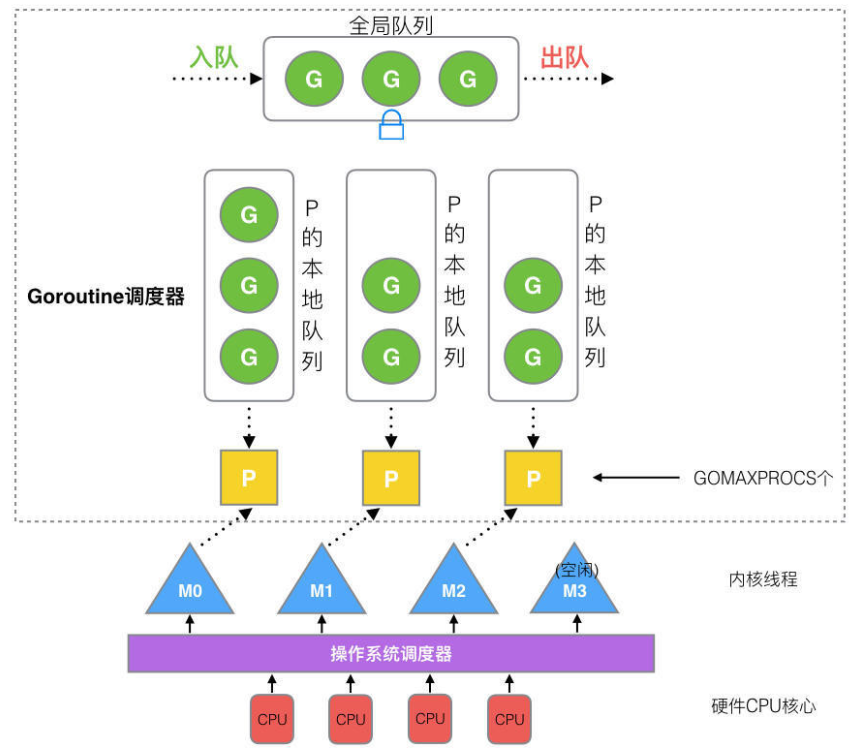 全局队列
入队
出队
G G G
G
G G G
G G G
P的本地队列
P的本地队列
P的本地队列
Goroutine调度器
P P P
GOMAXPROCS个
(空闲)
M0 M1 M2 M3
内核线程
操作系统调度器
CPU CPU CPU CPU
硬件CPU核心